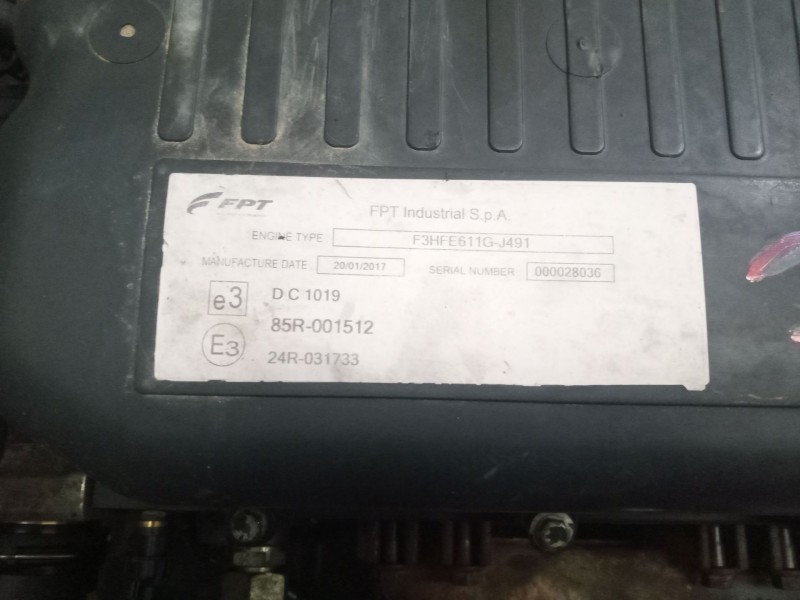 FPT
FPT Industrial S.p.A.
ENGINE TYPE F3HFE611G-J491
MANUFACTURE DATE 20/01/2017 SERIAL NUMBER 000028036
e3 D C 1019
85R-001512
E3
24R-031733